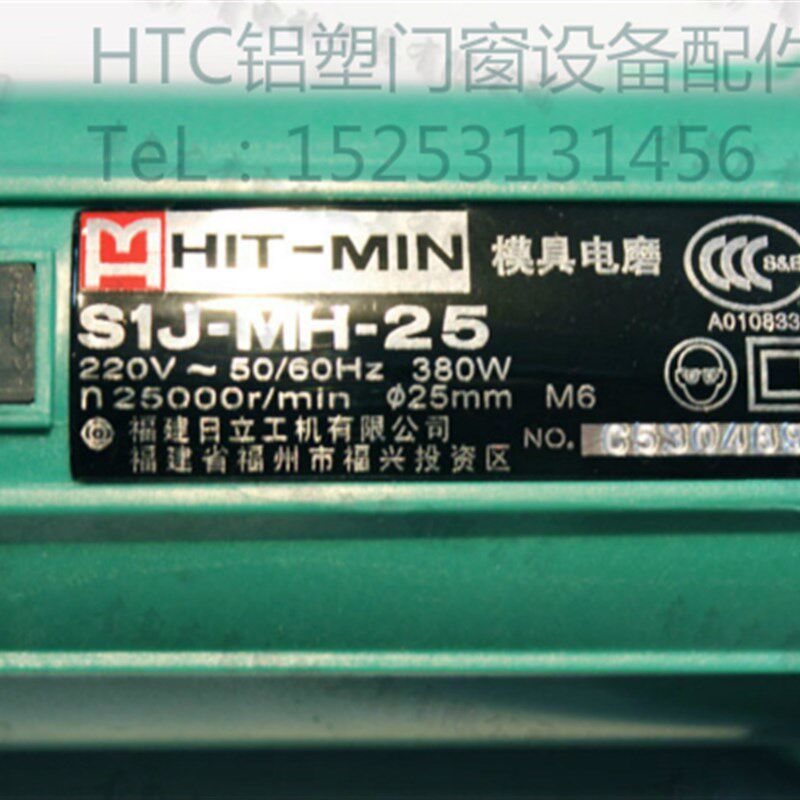 HTC铝塑门窗设备配件
TeL：15253131456
HIT-MIN 模具电磨
CCC S&E
S1J-MH-25
A010833
220V ~ 50/60Hz 380W
n 25000r/min ϕ25mm M6
福建日立工机有限公司
NO. C530489
福建省福州市福兴投资区